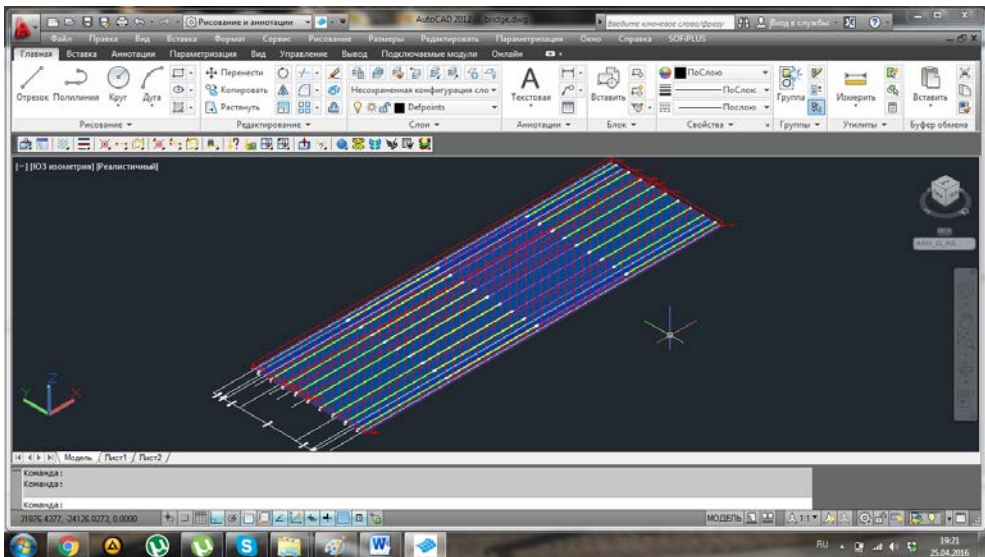 Рисование и аннотации
AutoCAD 2012 bridge.dwg
Введите ключевое слово/фразу
Вход в службы
Файл Правка Вид Вставка Формат Сервис Рисование Размеры Редактировать Параметризация Окно Справка SOFiPLUS
Главная Вставка Аннотации Параметризация Вид Управление Вывод Подключаемые модули Онлайн
Отрезок Полилиния Круг Дуга
Перенести
Копировать
Растянуть
Несохраненная конфигурация сло
Defpoints
Текстовая
Вставить
ПоСлою
ПоСлою
Послою
Группа
Измерить
Вставить
Рисование Редактирование Слои Аннотации Блок Свойства Группы Утилиты Буфер обмена
[−] [ЮЗ изометрия] [Реалистичный]
Z
Y X
Модель Лист1 Лист2
Команда:
Команда:
Команда:
31976.4377, -24126.0273, 0.0000
МОДЕЛЬ
1:1
RU
19:21
25.04.2016